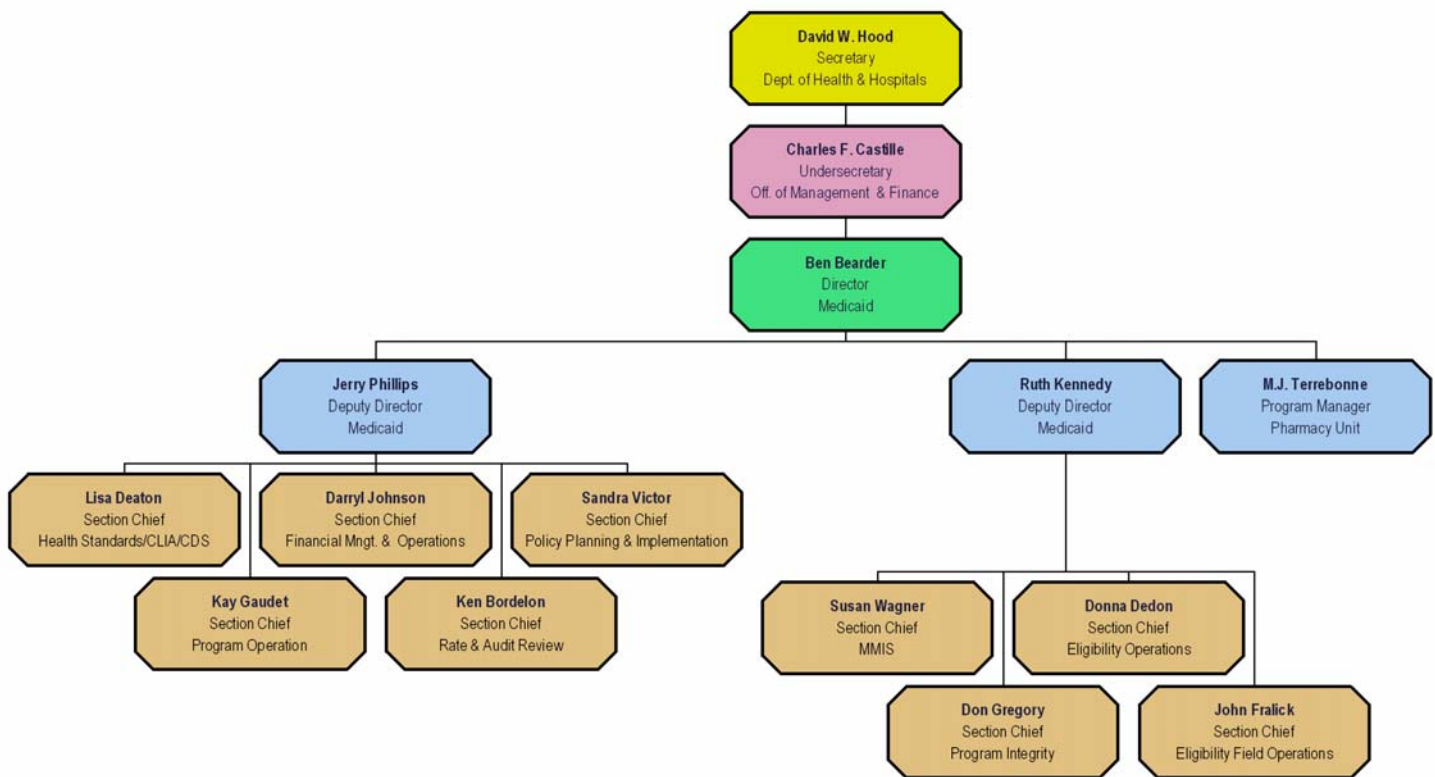 David W. Hood
Secretary
Dept. of Health & Hospitals
Charles F. Castille
Undersecretary
Off. of Management & Finance
Ben Bearder
Director
Medicaid
Jerry Phillips
Deputy Director
Medicaid
Ruth Kennedy
Deputy Director
Medicaid
M.J. Terrebonne
Program Manager
Pharmacy Unit
Lisa Deaton
Section Chief
Health Standards/CLIA/CDS
Darryl Johnson
Section Chief
Financial Mngt. & Operations
Sandra Victor
Section Chief
Policy Planning & Implementation
Kay Gaudet
Section Chief
Program Operation
Ken Bordelon
Section Chief
Rate & Audit Review
Susan Wagner
Section Chief
MMIS
Donna Dedon
Section Chief
Eligibility Operations
Don Gregory
Section Chief
Program Integrity
John Fralick
Section Chief
Eligibility Field Operations